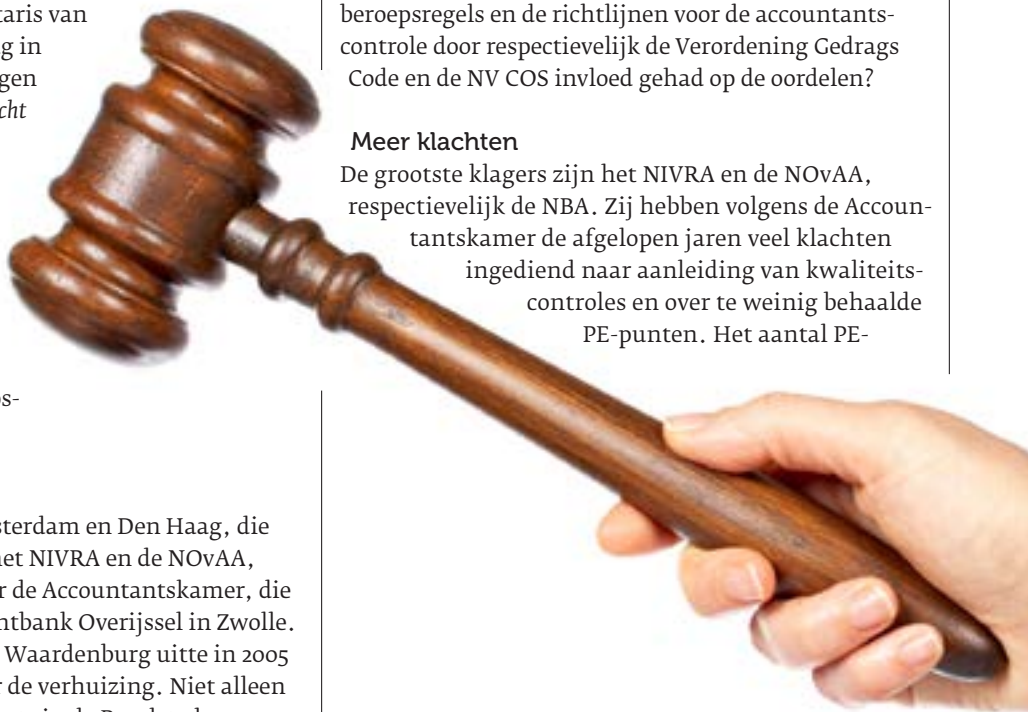 taris van
g in
gen
cht
s-
sterdam en Den Haag, die
het NIVRA en de NOvAA,
r de Accountantskamer, die
ntbank Overijssel in Zwolle.
Waardenburg uitte in 2005
r de verhuizing. Niet alleen
beroepsregels en de richtlijnen voor de accountants-
controle door respectievelijk de Verordening Gedrags
Code en de NV COS invloed gehad op de oordelen?
Meer klachten
De grootste klagers zijn het NIVRA en de NOvAA,
respectievelijk de NBA. Zij hebben volgens de Accoun-
tantskamer de afgelopen jaren veel klachten
ingediend naar aanleiding van kwaliteits-
controles en over te weinig behaalde
PE-punten. Het aantal PE-